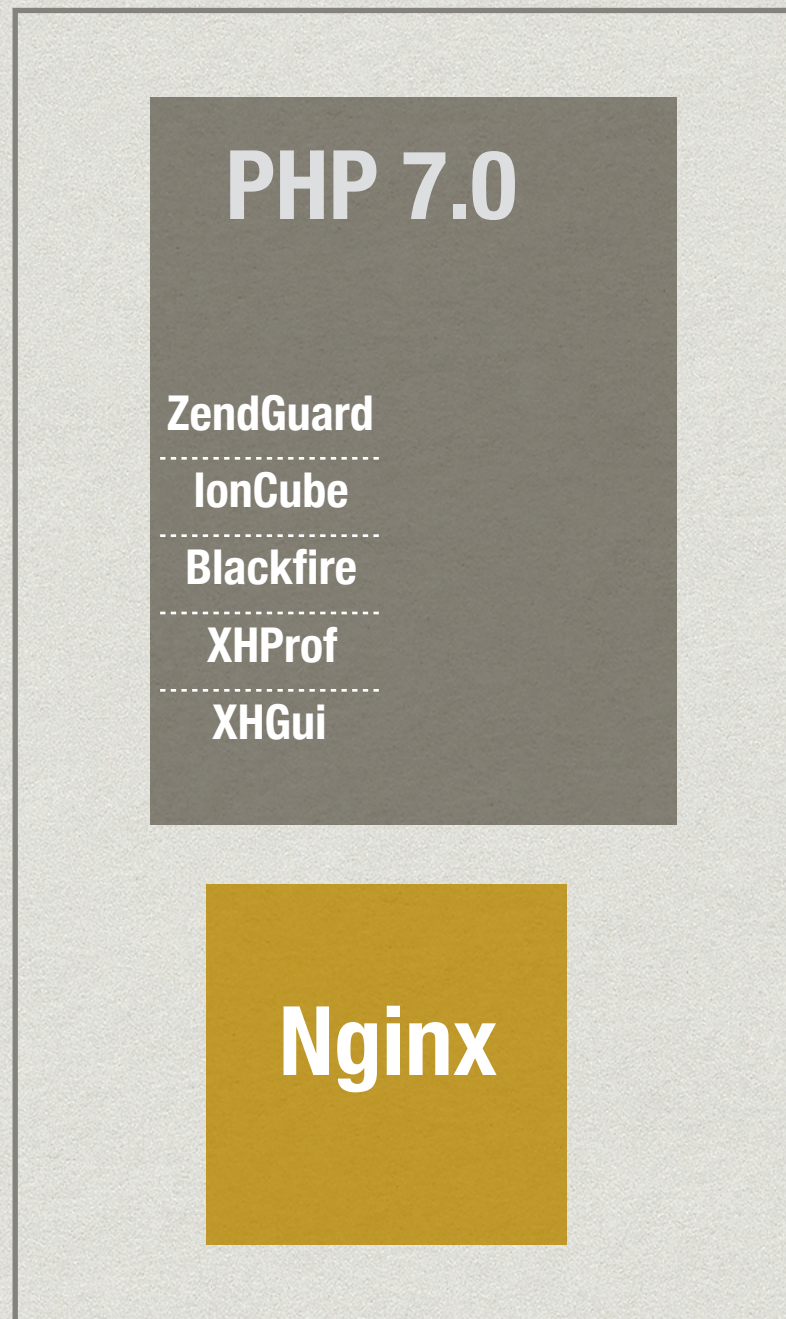 PHP 7.0
ZendGuard
IonCube
Blackfire
XHProf
XHGui
Nginx